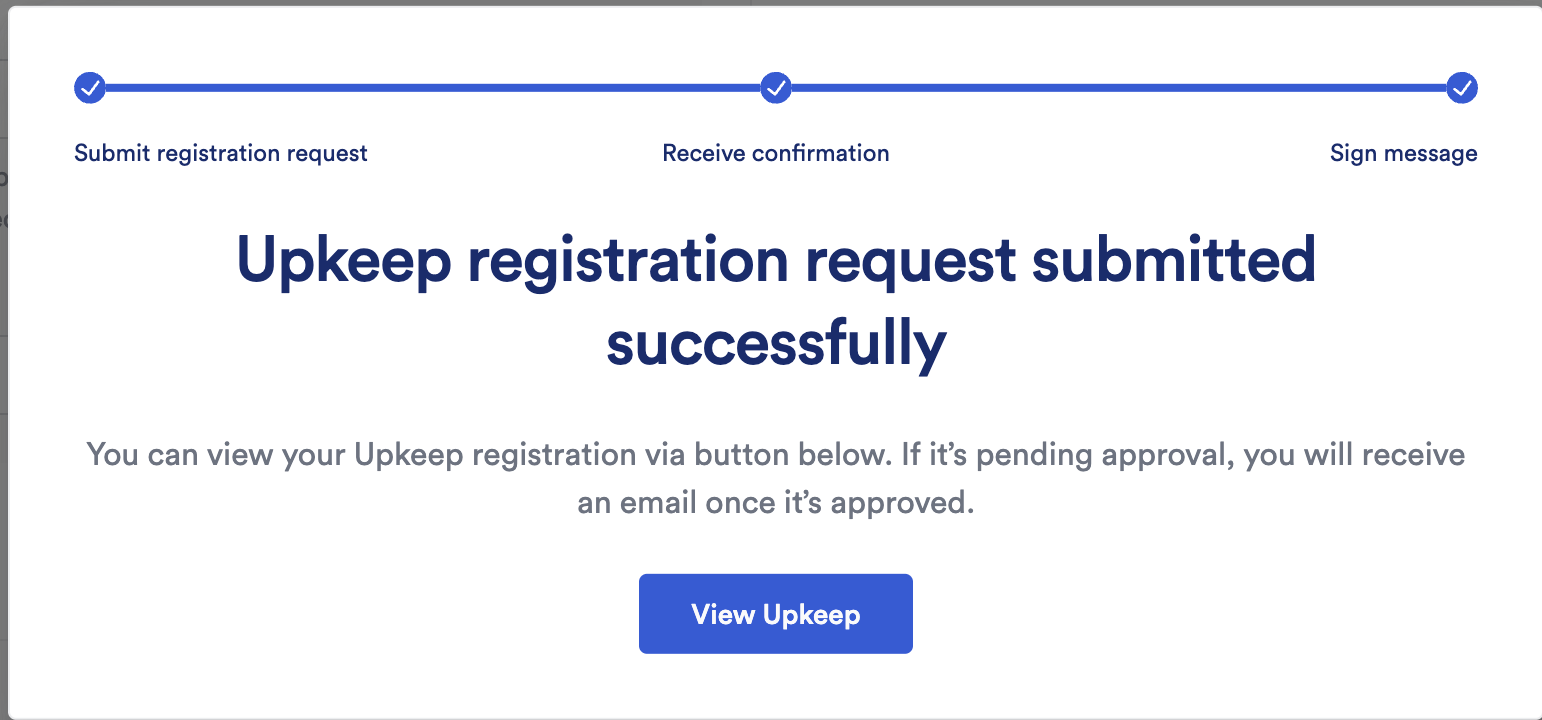 Submit registration request
Receive confirmation
Sign message
Upkeep registration request submitted
successfully
You can view your Upkeep registration via button below. If it’s pending approval, you will receive
an email once it’s approved.
View Upkeep